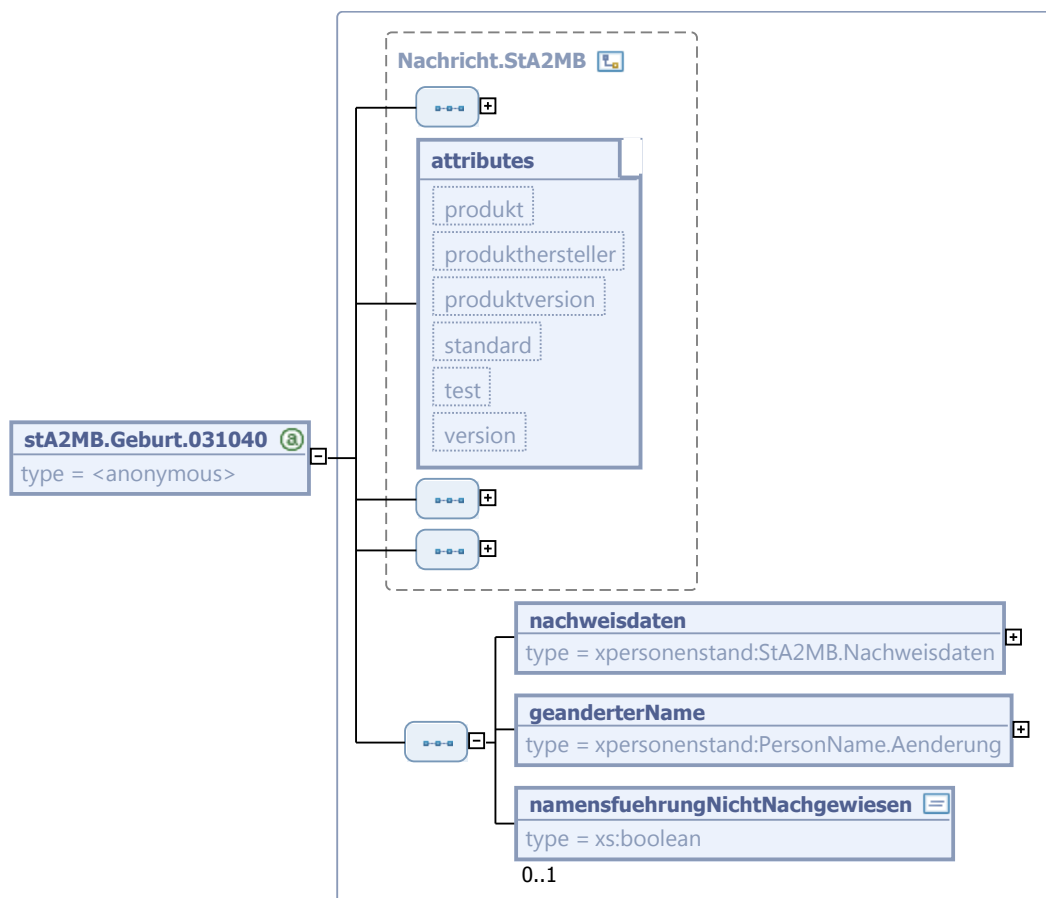 Nachricht.StA2MB
attributes
produkt
produkthersteller
produktversion
standard
test
version
stA2MB.Geburt.031040
type = <anonymous>
nachweisdaten
type = xpersonenstand:StA2MB.Nachweisdaten
geanderterName
type = xpersonenstand:PersonName.Aenderung
namensfuehrungNichtNachgewiesen
type = xs:boolean
0..1